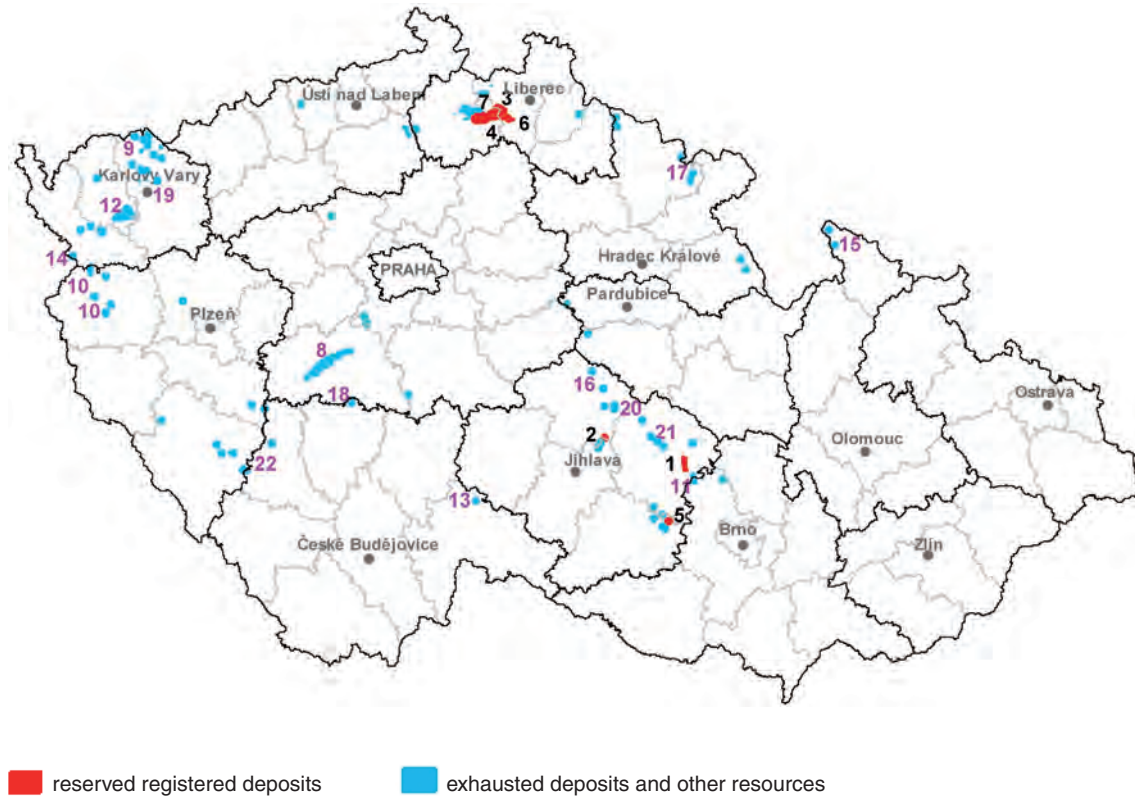 Ústí nad Labem
Liberec
7
3
4
6
9
Karlovy Vary
19
12
17
14
15
PRAHA
Hradec Králové
10
Pardubice
10
Plzeň
8
16
Ostrava
18
20
21
2
Olomouc
22
Jihlava
1
11
13
5
Brno
České Budějovice
Zlín
reserved registered deposits
exhausted deposits and other resources